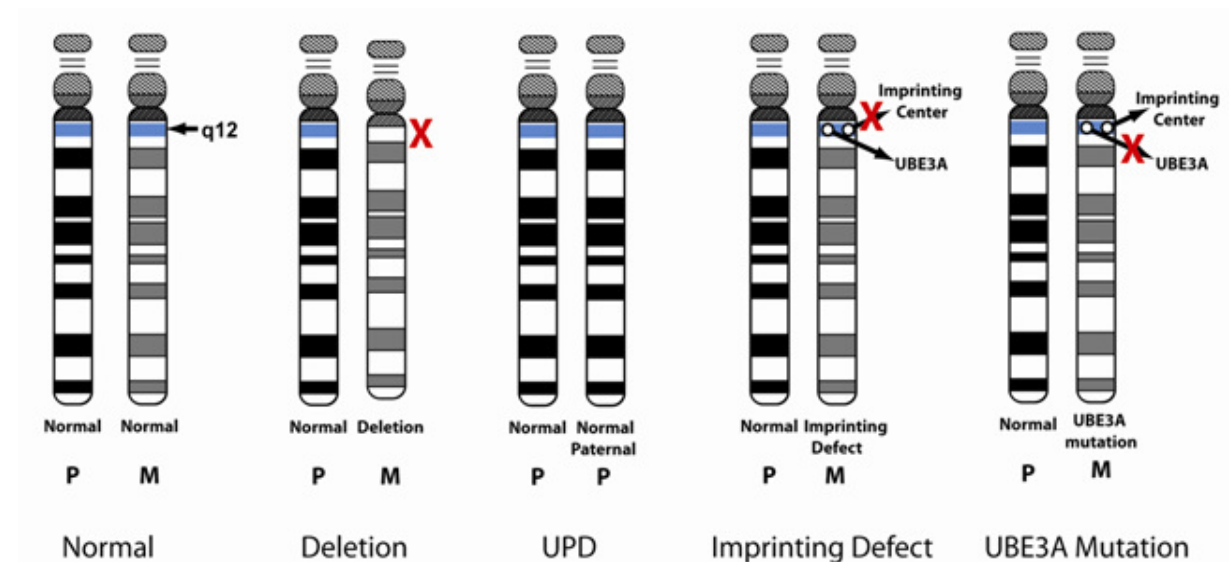 q12
X
X
Imprinting
Center
UBE3A
Imprinting
Center
X
UBE3A
Normal Normal
Normal Deletion
Normal Normal
Paternal
Normal Imprinting
Defect
Normal UBE3A
mutation
P M
P M
P P
P M
P M
Normal
Deletion
UPD
Imprinting Defect
UBE3A Mutation